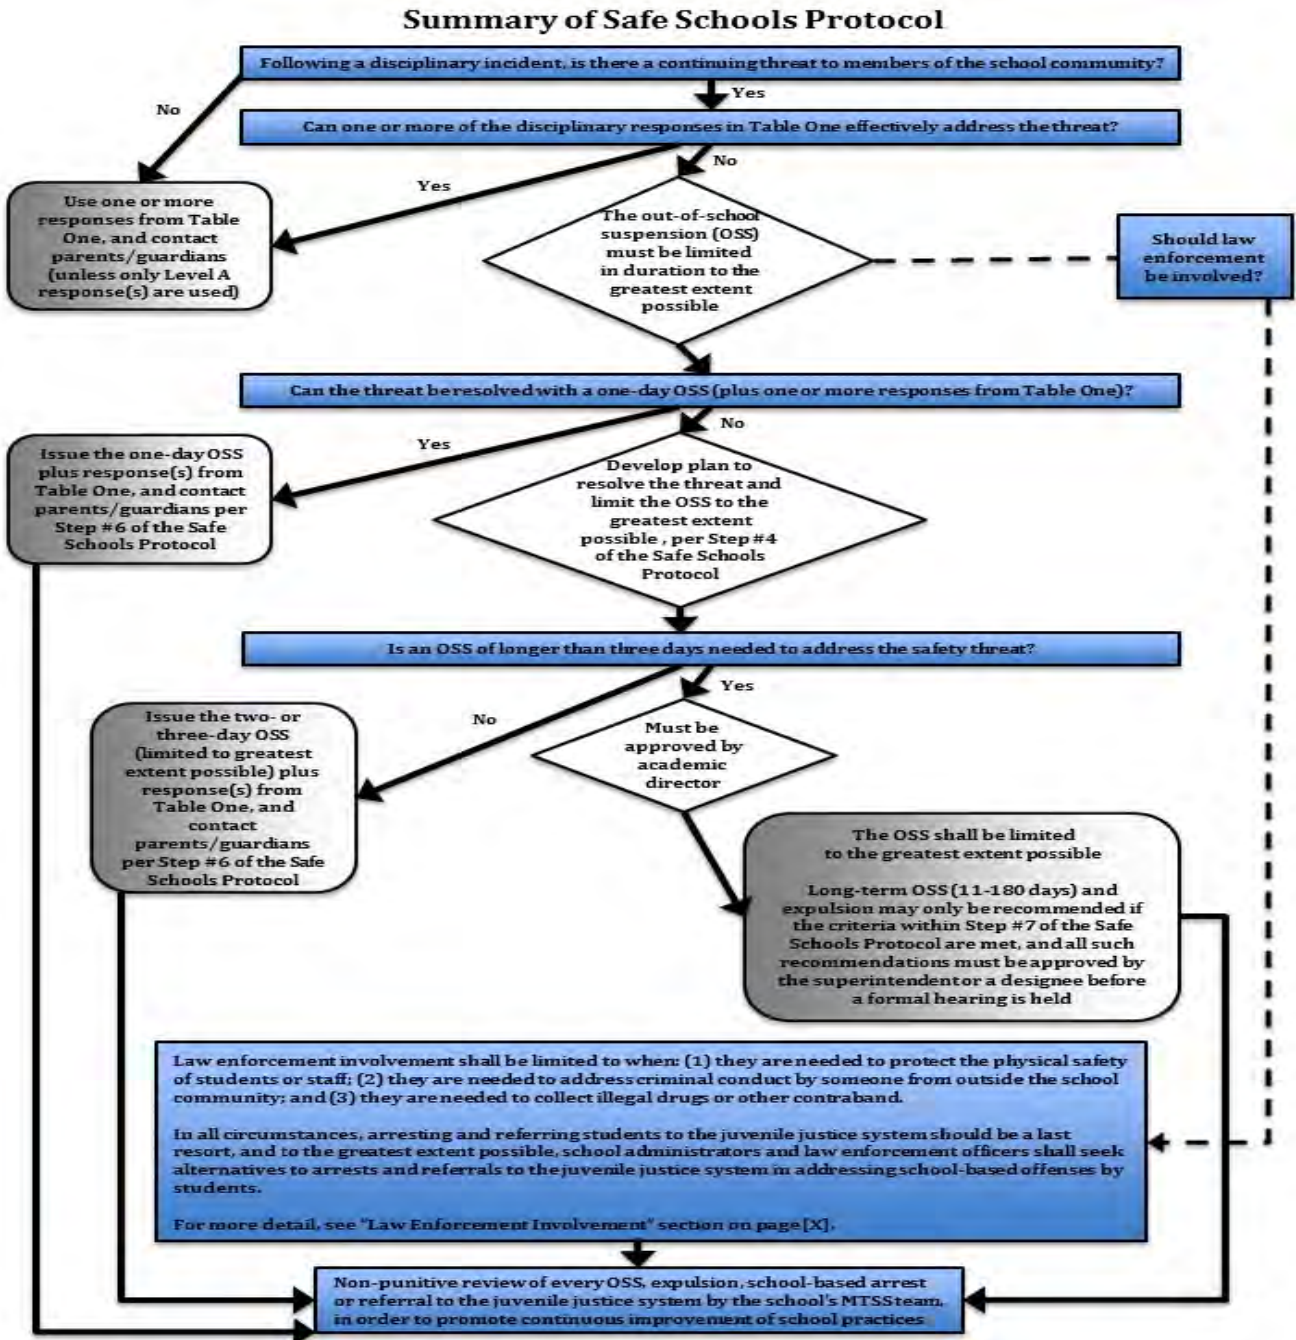 Summary of Safe Schools Protocol
Following a disciplinary incident, is there a continuing threat to members of the school community?
No
Yes
Can one or more of the disciplinary responses in Table One effectively address the threat?
Yes
No
Use one or more
responses from Table
One, and contact
parents/guardians
(unless only Level A
response(s) are used)
The out-of-school
suspension (OSS)
must be limited
in duration to the
greatest extent
possible
Should law
enforcement
be involved?
Can the threat be resolved with a one-day OSS (plus one or more responses from Table One)?
Yes
No
Issue the one-day OSS
plus response(s) from
Table One, and contact
parents/guardians per
Step #6 of the Safe
Schools Protocol
Develop plan to
resolve the threat and
limit the OSS to the
greatest extent
possible , per Step #4
of the Safe Schools
Protocol
Is an OSS of longer than three days needed to address the safety threat?
No
Yes
Issue the two- or
three-day OSS
(limited to greatest
extent possible) plus
response(s) from
Table One, and
contact
parents/guardians
per Step #6 of the Safe
Schools Protocol
Must be
approved by
academic
director
The OSS shall be limited
to the greatest extent possible
Long-term OSS (11-180 days) and
expulsion may only be recommended if
the criteria within Step #7 of the Safe
Schools Protocol are met, and all such
recommendations must be approved by
the superintendent or a designee before
a formal hearing is held
Law enforcement involvement shall be limited to when: (1) they are needed to protect the physical safety
of students or staff; (2) they are needed to address criminal conduct by someone from outside the school
community; and (3) they are needed to collect illegal drugs or other contraband.
In all circumstances, arresting and referring students to the juvenile justice system should be a last
resort, and to the greatest extent possible, school administrators and law enforcement officers shall seek
alternatives to arrests and referrals to the juvenile justice system in addressing school-based offenses by
students.
For more detail, see "Law Enforcement Involvement" section on page [X].
Non-punitive review of every OSS, expulsion, school-based arrest
or referral to the juvenile justice system by the school's MTSS team,
in order to promote continuous improvement of school practices